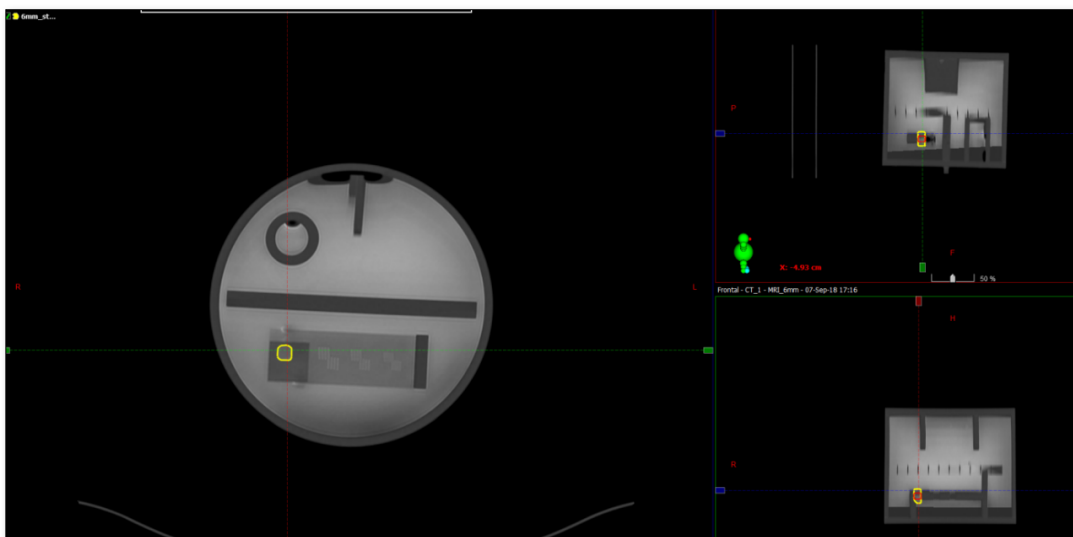 6mm_st...
R
L
P
X: -4.93 cm
F
50 %
Frontal - CT_1 - MRI_6mm - 07-Sep-18 17:16
H
R